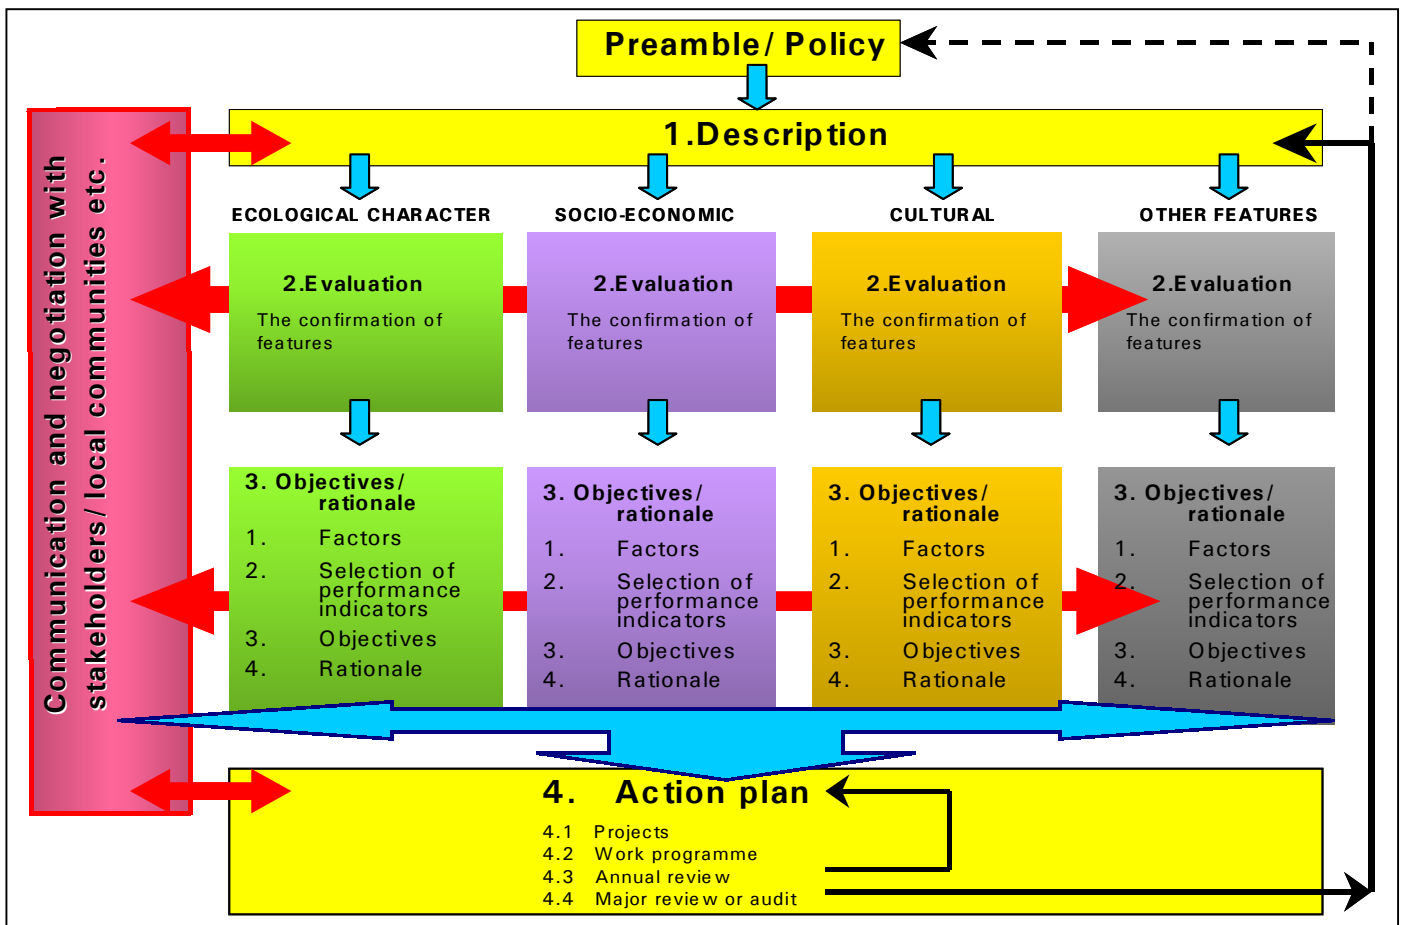 Preamble/ Policy
1.Description
Communication and negotiation with
stakeholders/ local communities etc.
ECOLOGICAL CHARACTER
SOCIO-ECONOMIC
CULTURAL
OTHER FEATURES
2.Evaluation
The confirmation of
features
2.Evaluation
The confirmation of
features
2.Evaluation
The confirmation of
features
2.Evaluation
The confirmation of
features
3. Objectives/
rationale
1. Factors
2. Selection of
performance
indicators
3. Objectives
4. Rationale
3. Objectives/
rationale
1. Factors
2. Selection of
performance
indicators
3. Objectives
4. Rationale
3. Objectives/
rationale
1. Factors
2. Selection of
performance
indicators
3. Objectives
4. Rationale
3. Objectives/
rationale
1. Factors
2. Selection of
performance
indicators
3. Objectives
4. Rationale
4. Action plan
4.1 Projects
4.2 Work programme
4.3 Annual review
4.4 Major review or audit